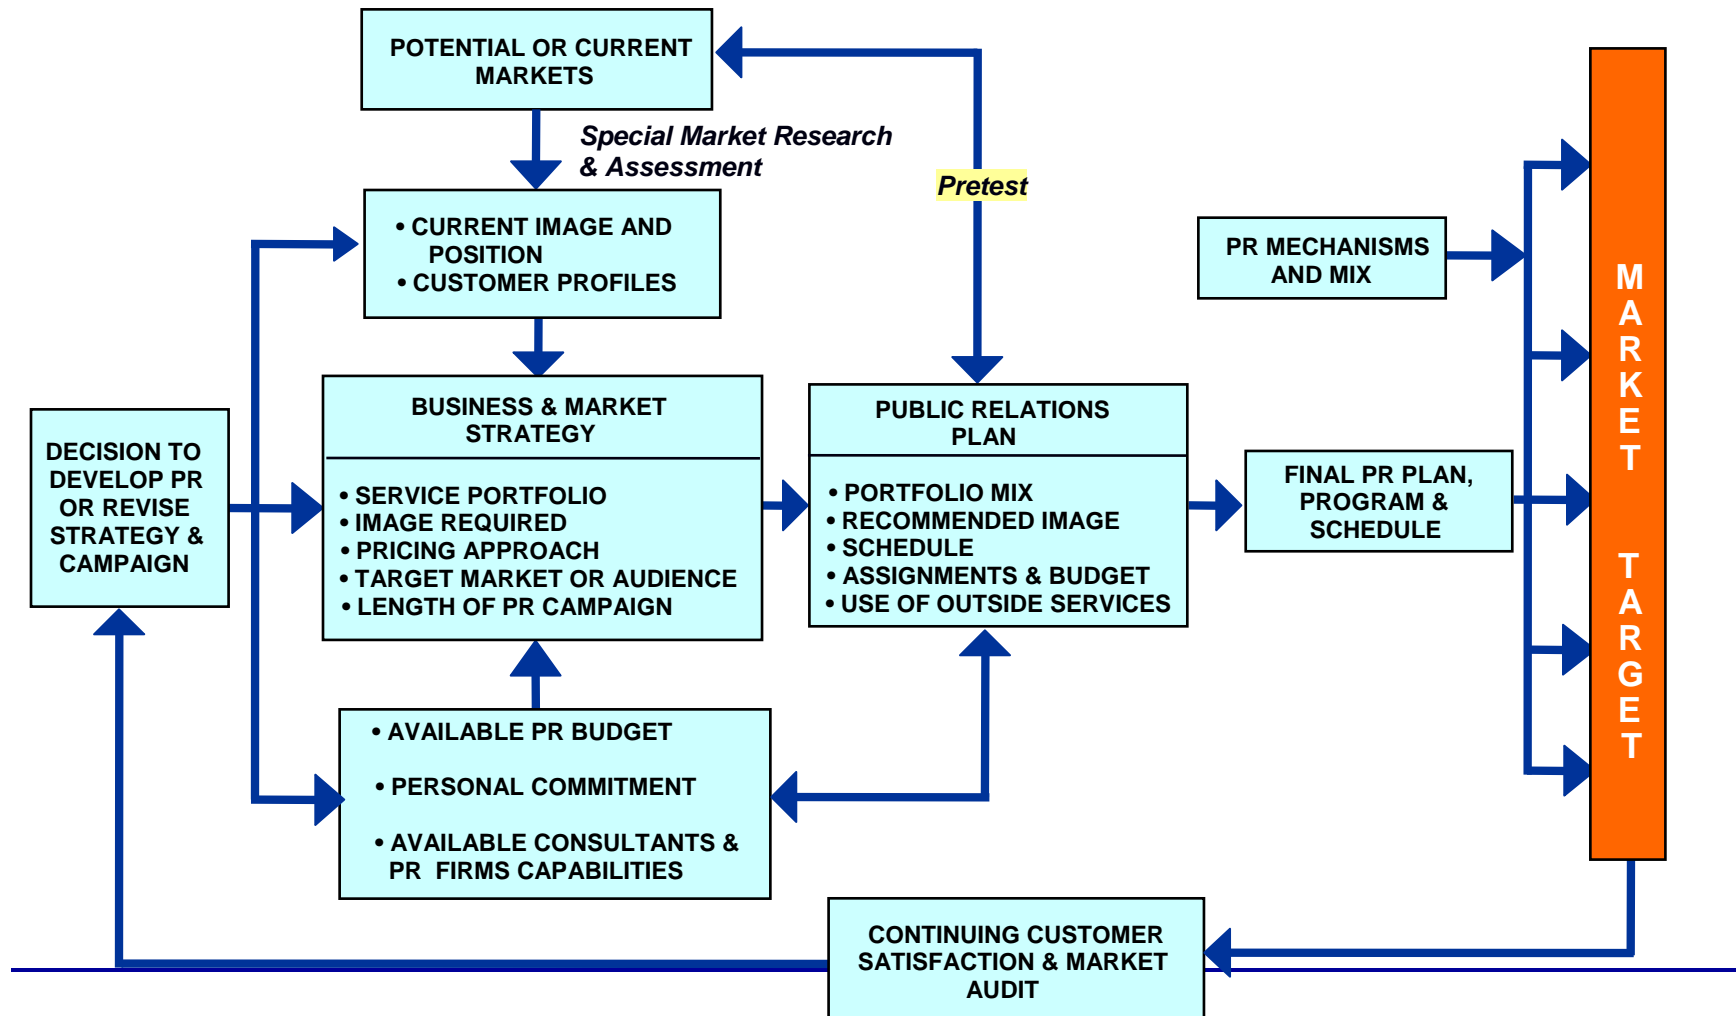 POTENTIAL OR CURRENT
MARKETS
Special Market Research
& Assessment
Pretest
• CURRENT IMAGE AND
POSITION
• CUSTOMER PROFILES
PR MECHANISMS
AND MIX
BUSINESS & MARKET
STRATEGY
• SERVICE PORTFOLIO
• IMAGE REQUIRED
• PRICING APPROACH
• TARGET MARKET OR AUDIENCE
• LENGTH OF PR CAMPAIGN
PUBLIC RELATIONS
PLAN
• PORTFOLIO MIX
• RECOMMENDED IMAGE
• SCHEDULE
• ASSIGNMENTS & BUDGET
• USE OF OUTSIDE SERVICES
DECISION TO
DEVELOP PR
OR REVISE
STRATEGY &
CAMPAIGN
FINAL PR PLAN,
PROGRAM &
SCHEDULE
MARKET TARGET
• AVAILABLE PR BUDGET
• PERSONAL COMMITMENT
• AVAILABLE CONSULTANTS &
PR FIRMS CAPABILITIES
CONTINUING CUSTOMER
SATISFACTION & MARKET
AUDIT